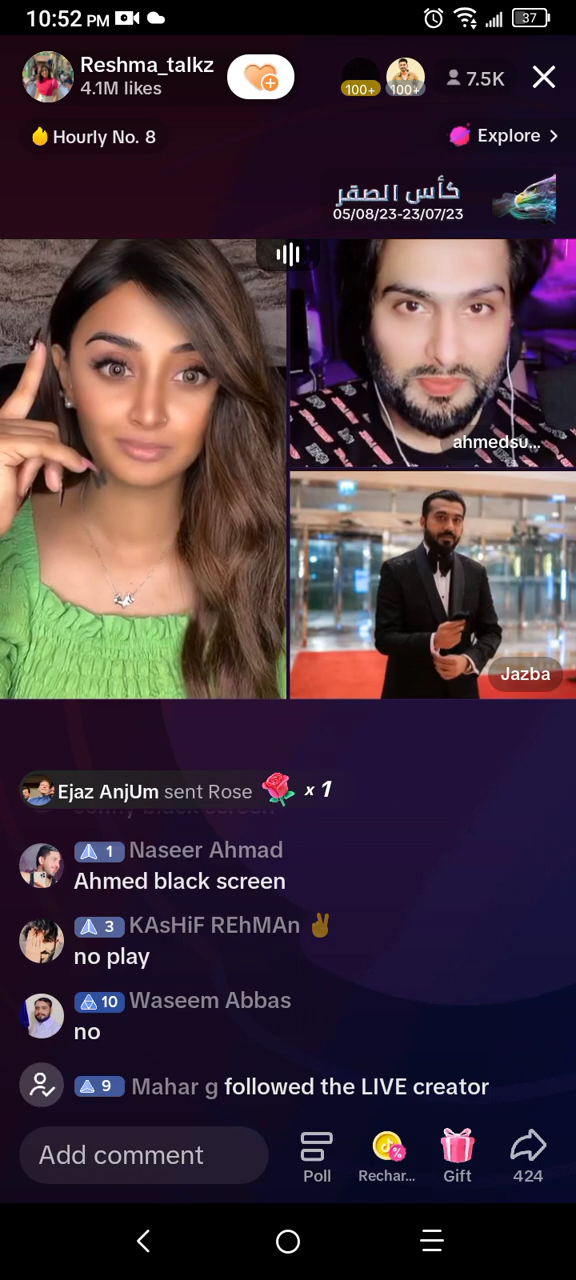 10:52 PM
37
Reshma_talkz
4.1M likes
100+
100+
7.5K
Hourly No. 8
Explore
كأس الصقر
05/08/23-23/07/23
ahmedsu...
Jazba
Ejaz AnjUm sent Rose x 1
1 Naseer Ahmad
Ahmed black screen
3 KAsHiF REhMAn ✌
no play
10 Waseem Abbas
no
9 Mahar g followed the LIVE creator
Add comment
Poll
Rechar...
Gift
424